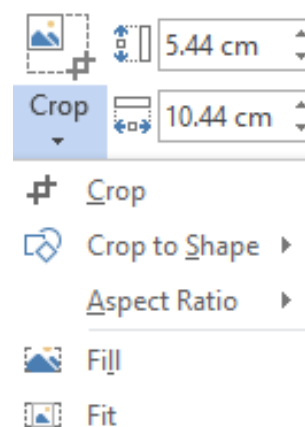 5.44 cm
Crop
10.44 cm
Crop
Crop to Shape
Aspect Ratio
Fill
Fit